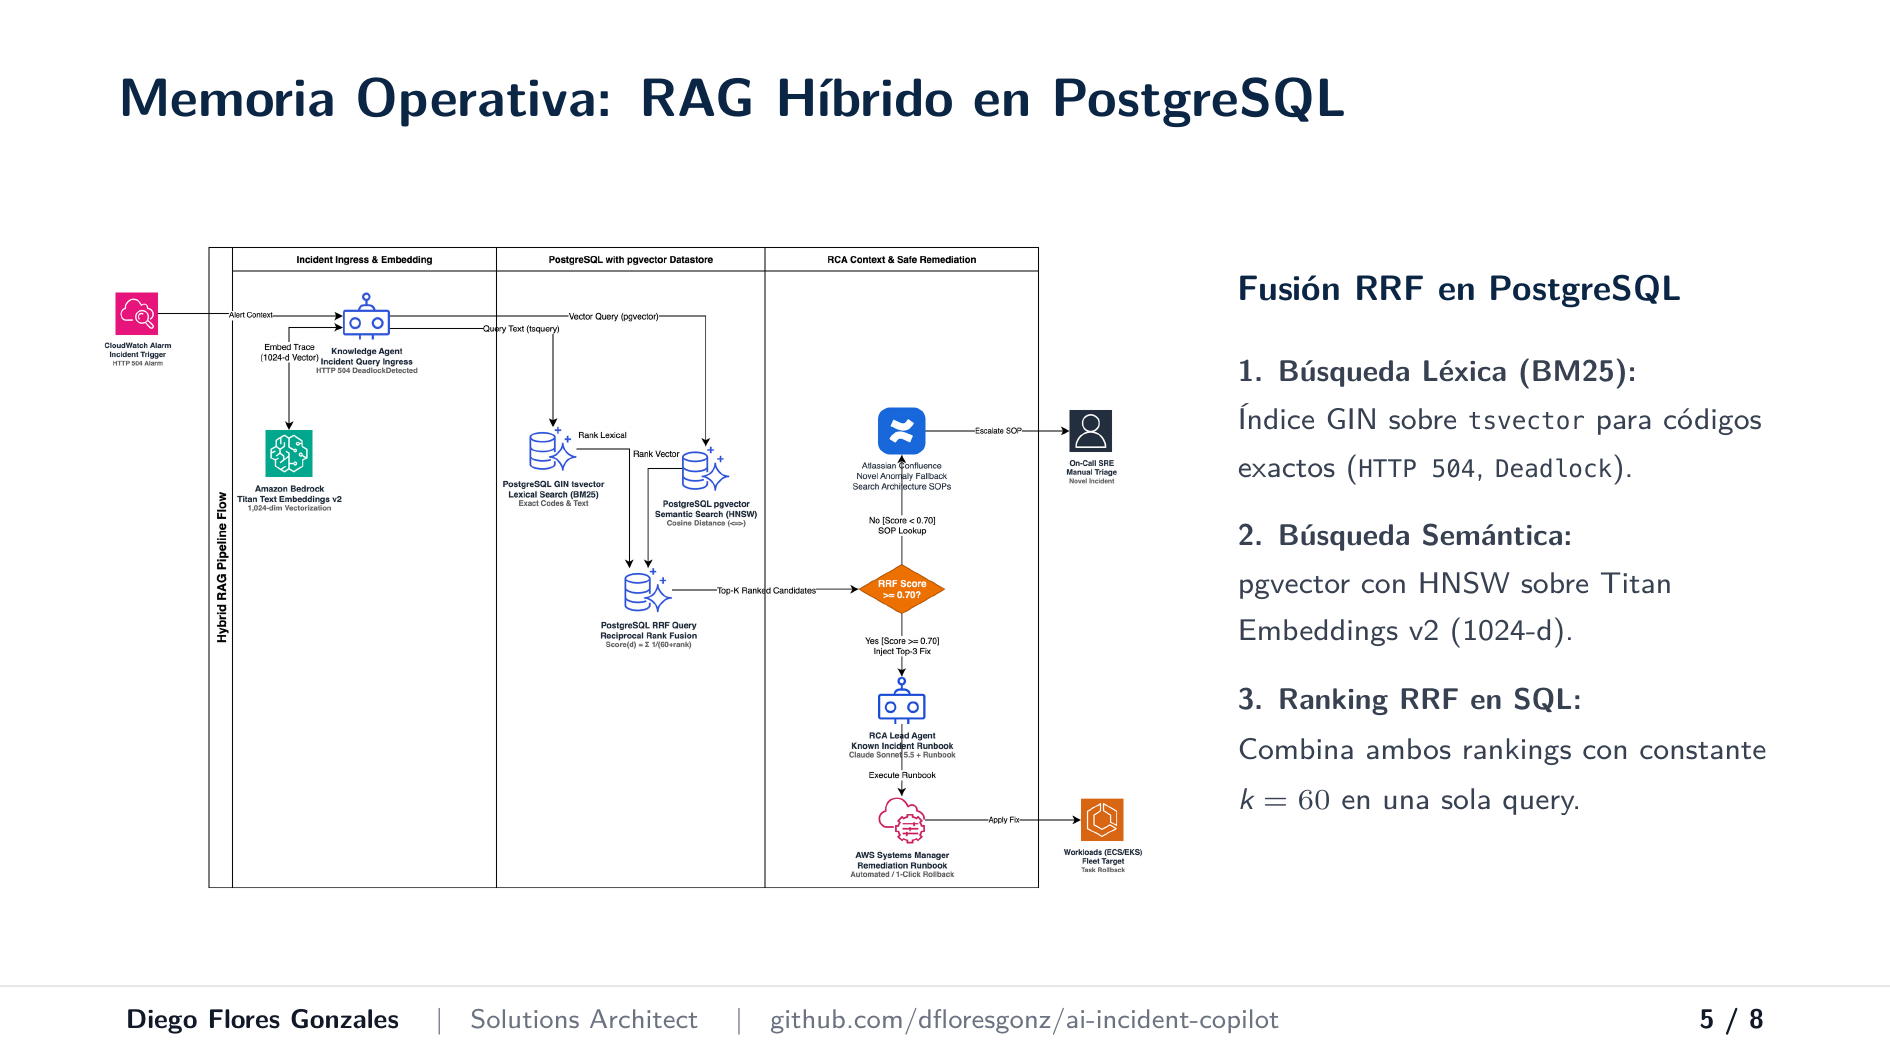 Memoria Operativa: RAG Híbrido en PostgreSQL
Hybrid RAG Pipeline Flow
Incident Ingress & Embedding
PostgreSQL with pgvector Datastore
RCA Context & Safe Remediation
CloudWatch Alarm
Incident Trigger
HTTP 504 Alarm
Alert Context
Knowledge Agent
Incident Query Ingress
HTTP 504 DeadlockDetected
Embed Trace
(1024-d Vector)
Amazon Bedrock
Titan Text Embeddings v2
1,024-dim Vectorization
Vector Query (pgvector)
Query Text (tsquery)
Rank Lexical
Rank Vector
PostgreSQL GIN tsvector
Lexical Search (BM25)
Exact Codes & Text
PostgreSQL pgvector
Semantic Search (HNSW)
Cosine Distance (<=>)
PostgreSQL RRF Query
Reciprocal Rank Fusion
Score(d) = Σ 1/(60+rank)
Top-K Ranked Candidates
Atlassian Confluence
Novel Anomaly Fallback
Search Architecture SOPs
Escalate SOP
On-Call SRE
Manual Triage
Novel Incident
No [Score < 0.70]
SOP Lookup
RRF Score
>= 0.70?
Yes [Score >= 0.70]
Inject Top-3 Fix
RCA Lead Agent
Known Incident Runbook
Claude Sonnet 5.5 + Runbook
Execute Runbook
AWS Systems Manager
Remediation Runbook
Automated / 1-Click Rollback
Apply Fix
Workloads (ECS/EKS)
Fleet Target
Task Rollback
Fusión RRF en PostgreSQL
1. Búsqueda Léxica (BM25):
Índice GIN sobre tsvector para códigos
exactos (HTTP 504, Deadlock).
2. Búsqueda Semántica:
pgvector con HNSW sobre Titan
Embeddings v2 (1024-d).
3. Ranking RRF en SQL:
Combina ambos rankings con constante
k = 60 en una sola query.
Diego Flores Gonzales | Solutions Architect | github.com/dfloresgonz/ai-incident-copilot 5 / 8